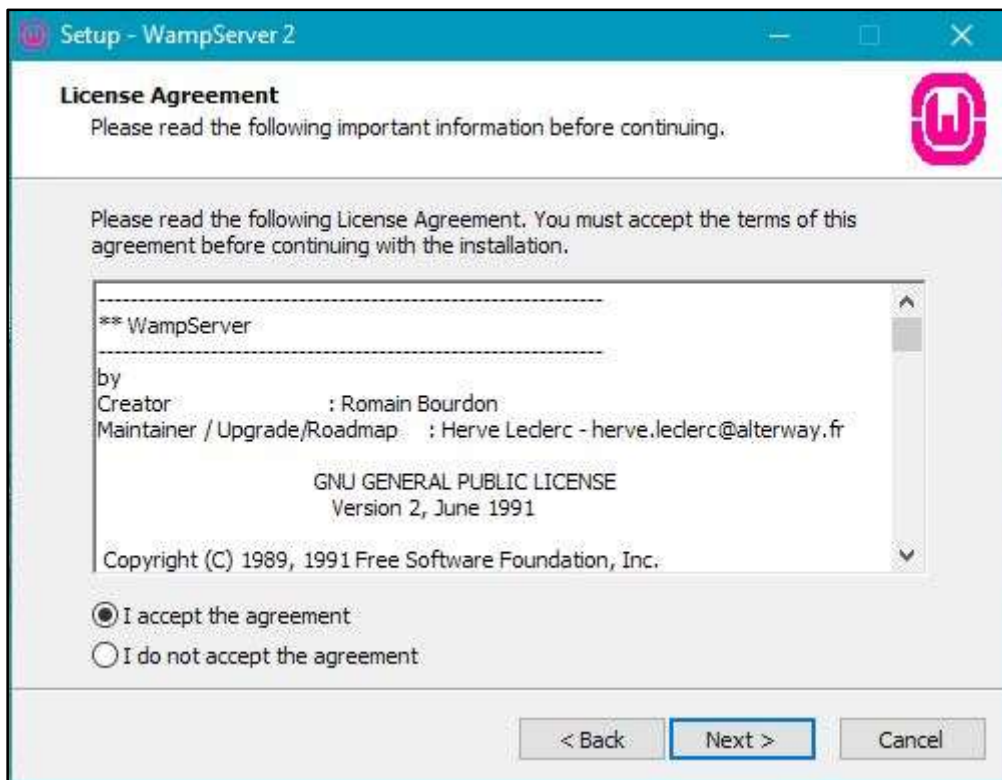 Setup - WampServer 2
License Agreement
Please read the following important information before continuing.
Please read the following License Agreement. You must accept the terms of this
agreement before continuing with the installation.
------------------------------------------------------------
** WampServer
------------------------------------------------------------
by
Creator : Romain Bourdon
Maintainer / Upgrade/Roadmap : Herve Leclerc - herve.leclerc@alterway.fr
GNU GENERAL PUBLIC LICENSE
Version 2, June 1991
Copyright (C) 1989, 1991 Free Software Foundation, Inc.
I accept the agreement
I do not accept the agreement
< Back Next > Cancel